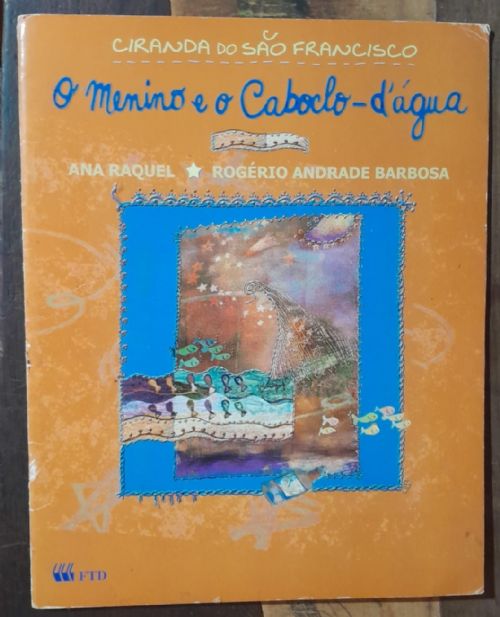 CIRANDA DO SÃO FRANCISCO
O Menino e o Caboclo-d'água
ANA RAQUEL ★ ROGÉRIO ANDRADE BARBOSA
FTD